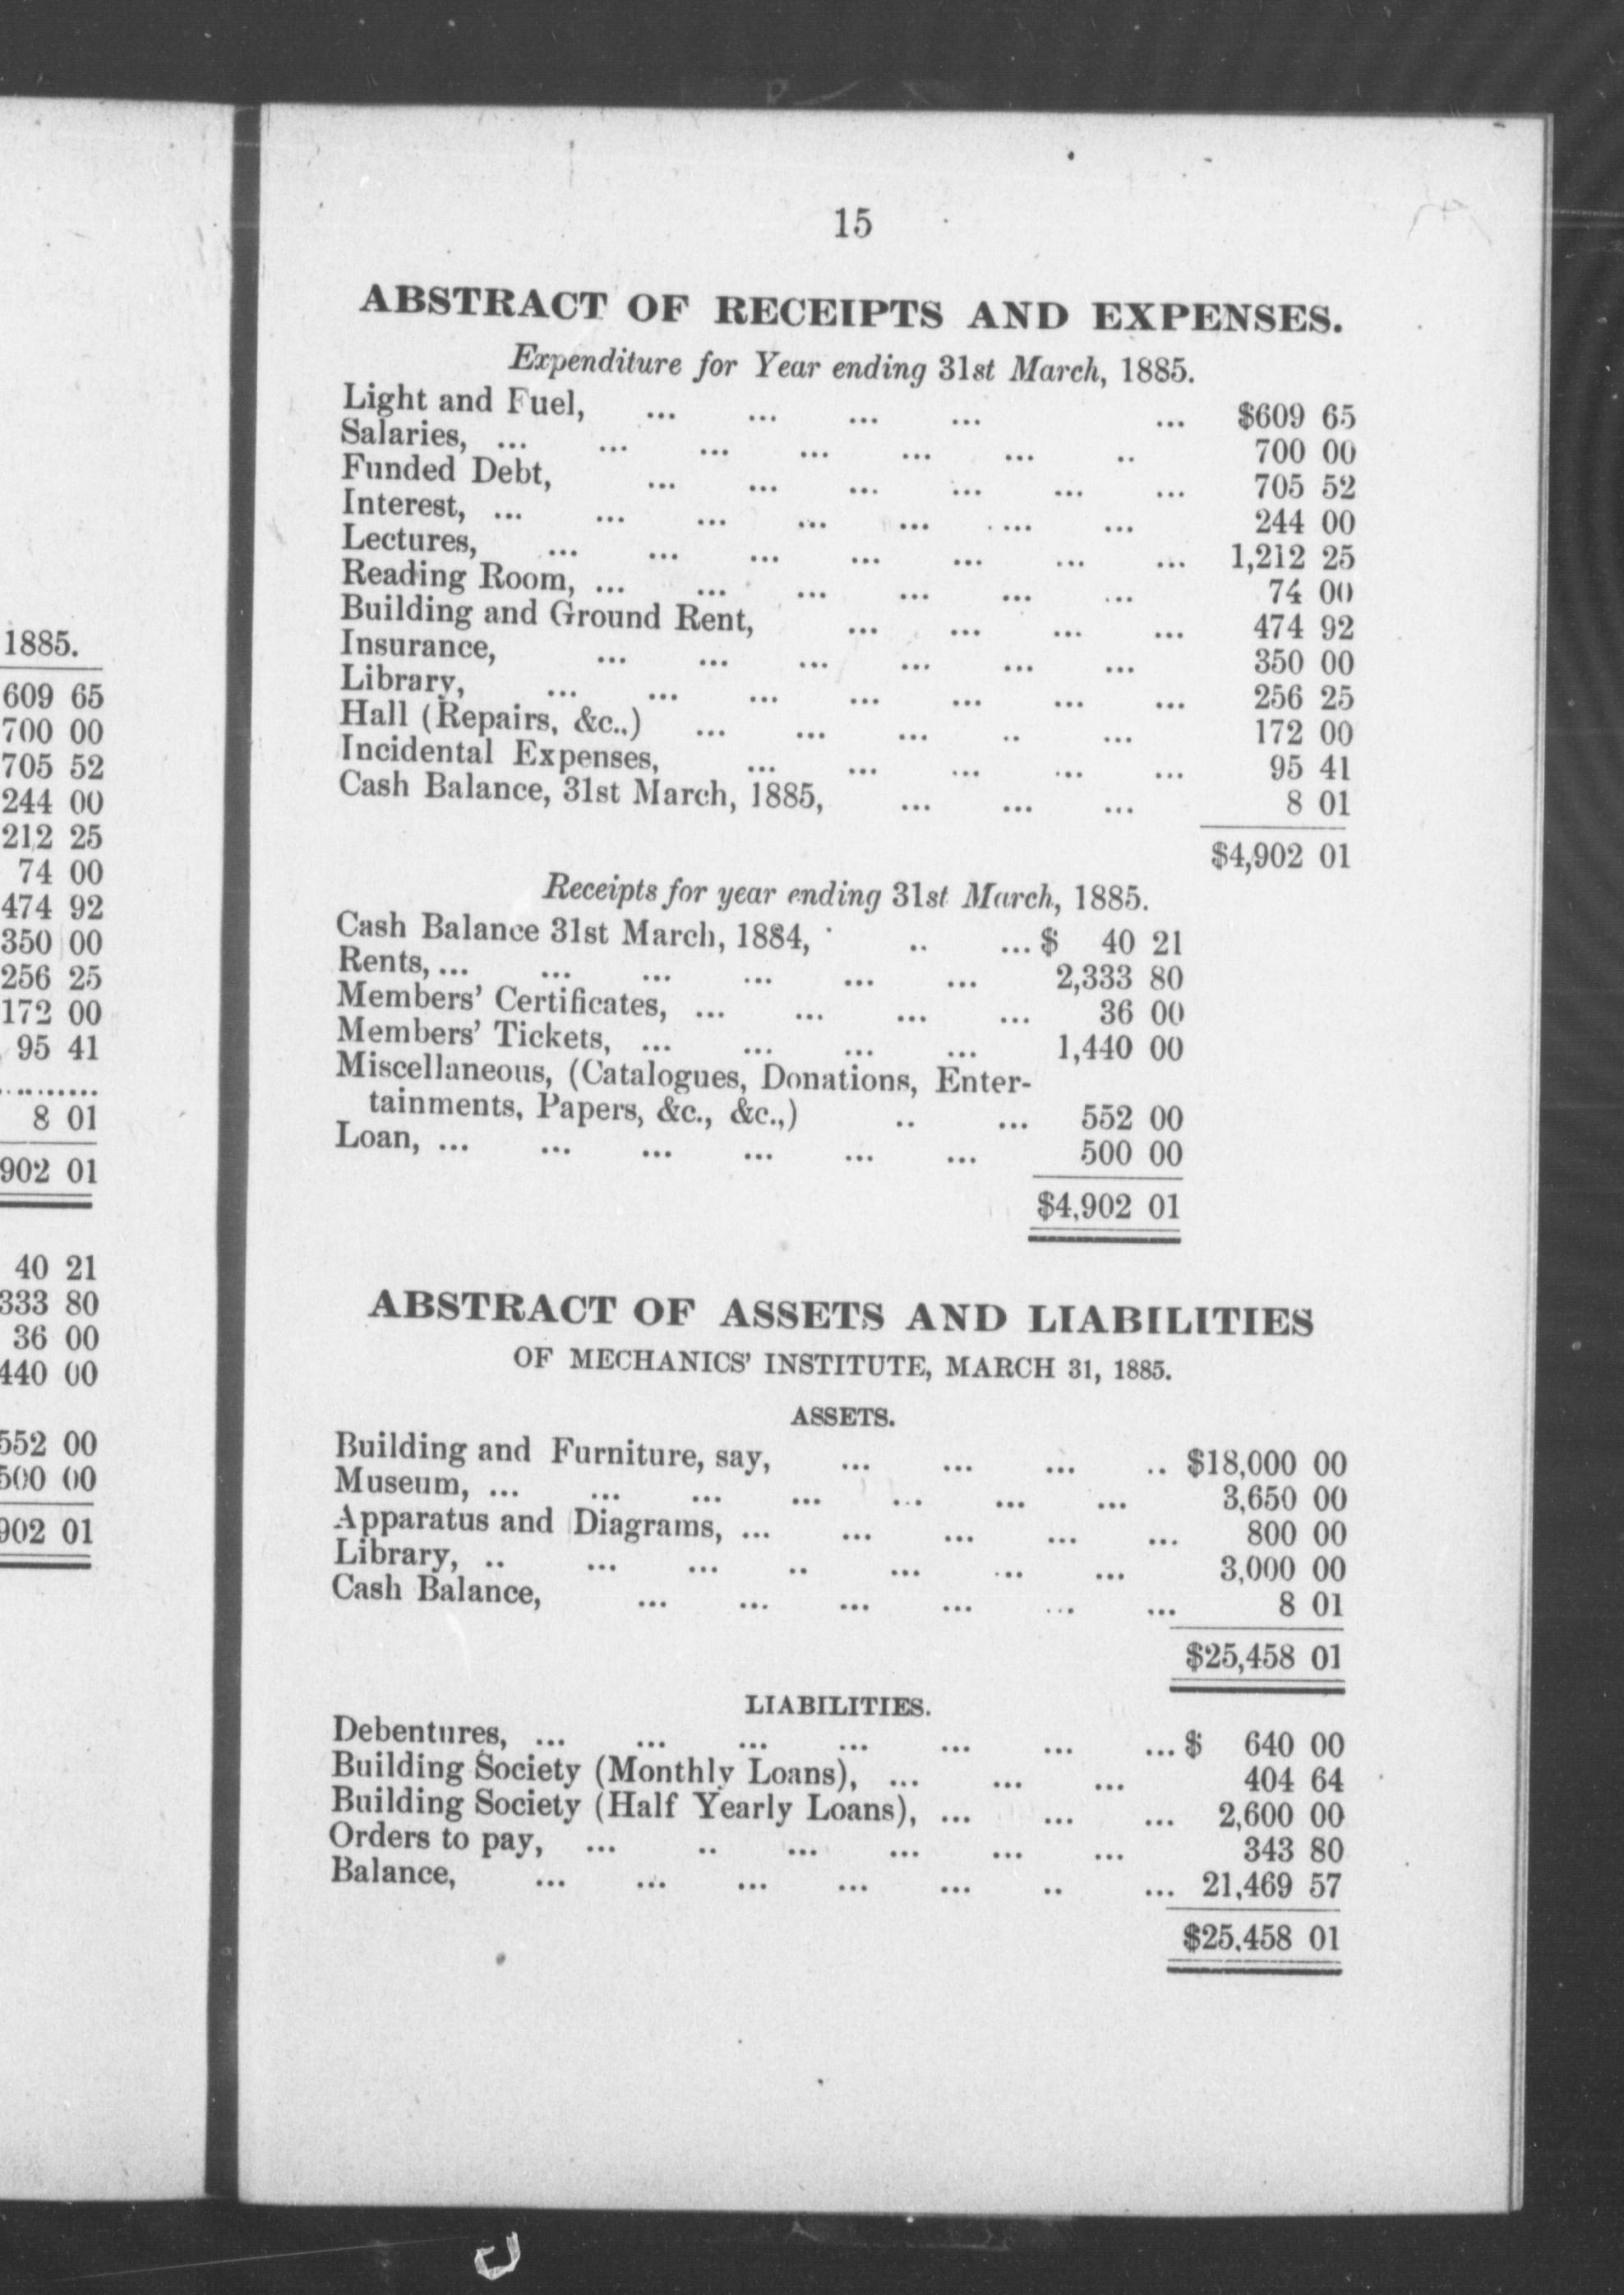 1885.
609 65
700 00
705 52
244 00
212 25
74 00
474 92
350 00
256 25
172 00
95 41
..........
8 01
902 01
40 21
333 80
36 00
440 00
552 00
500 00
902 01
15
ABSTRACT OF RECEIPTS AND EXPENSES.
Expenditure for Year ending 31st March, 1885.
Light and Fuel, ... ... ... ... ... $609 65
Salaries, ... ... ... ... ... ... .. 700 00
Funded Debt, ... ... ... ... ... ... 705 52
Interest, ... ... ... ... ... ... ... 244 00
Lectures, ... ... ... ... ... ... ... 1,212 25
Reading Room, ... ... ... ... ... ... 74 00
Building and Ground Rent, ... ... ... ... 474 92
Insurance, ... ... ... ... ... ... 350 00
Library, ... ... ... ... ... ... ... 256 25
Hall (Repairs, &c.,) ... ... ... .. ... 172 00
Incidental Expenses, ... ... ... ... ... 95 41
Cash Balance, 31st March, 1885, ... ... ... 8 01
$4,902 01
Receipts for year ending 31st March, 1885.
Cash Balance 31st March, 1884, .. ... $ 40 21
Rents, ... ... ... ... ... ... 2,333 80
Members' Certificates, ... ... ... ... 36 00
Members' Tickets, ... ... ... ... 1,440 00
Miscellaneous, (Catalogues, Donations, Enter-
tainments, Papers, &c., &c.,) .. ... 552 00
Loan, ... ... ... ... ... ... 500 00
$4,902 01
ABSTRACT OF ASSETS AND LIABILITIES
OF MECHANICS' INSTITUTE, MARCH 31, 1885.
ASSETS.
Building and Furniture, say, ... ... ... .. $18,000 00
Museum, ... ... ... ... ... ... ... 3,650 00
Apparatus and Diagrams, ... ... ... ... ... 800 00
Library, .. ... ... .. ... ... ... 3,000 00
Cash Balance, ... ... ... ... ... ... 8 01
$25,458 01
LIABILITIES.
Debentures, ... ... ... ... ... ... ... $ 640 00
Building Society (Monthly Loans), ... ... ... 404 64
Building Society (Half Yearly Loans), ... ... ... 2,600 00
Orders to pay, ... .. ... ... ... ... 343 80
Balance, ... ... ... ... ... .. ... 21,469 57
$25,458 01